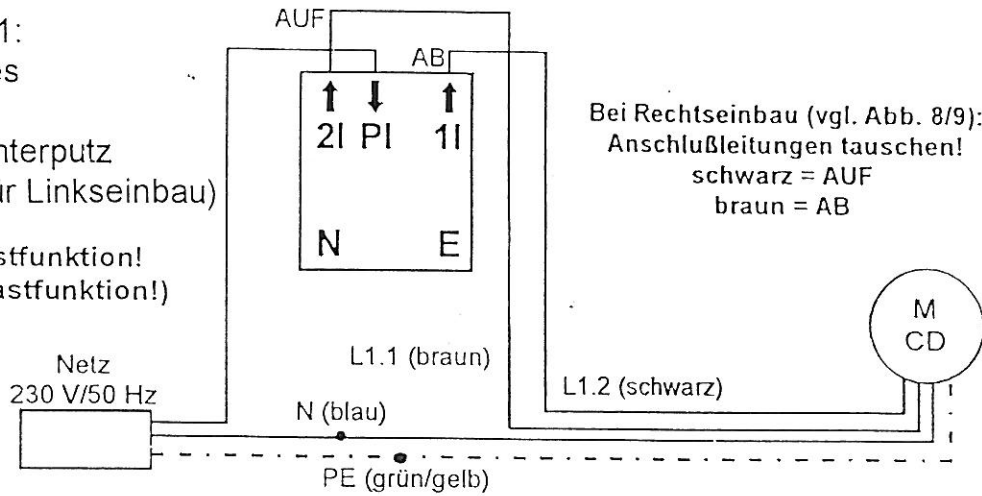 1:
es
nterputz
ür Linkseinbau)
stfunktion!
astfunktion!)
AUF
AB
2I PI 1I
N E
Bei Rechtseinbau (vgl. Abb. 8/9):
Anschlußleitungen tauschen!
schwarz = AUF
braun = AB
M
CD
Netz
230 V/50 Hz
L1.1 (braun)
L1.2 (schwarz)
N (blau)
PE (grün/gelb)